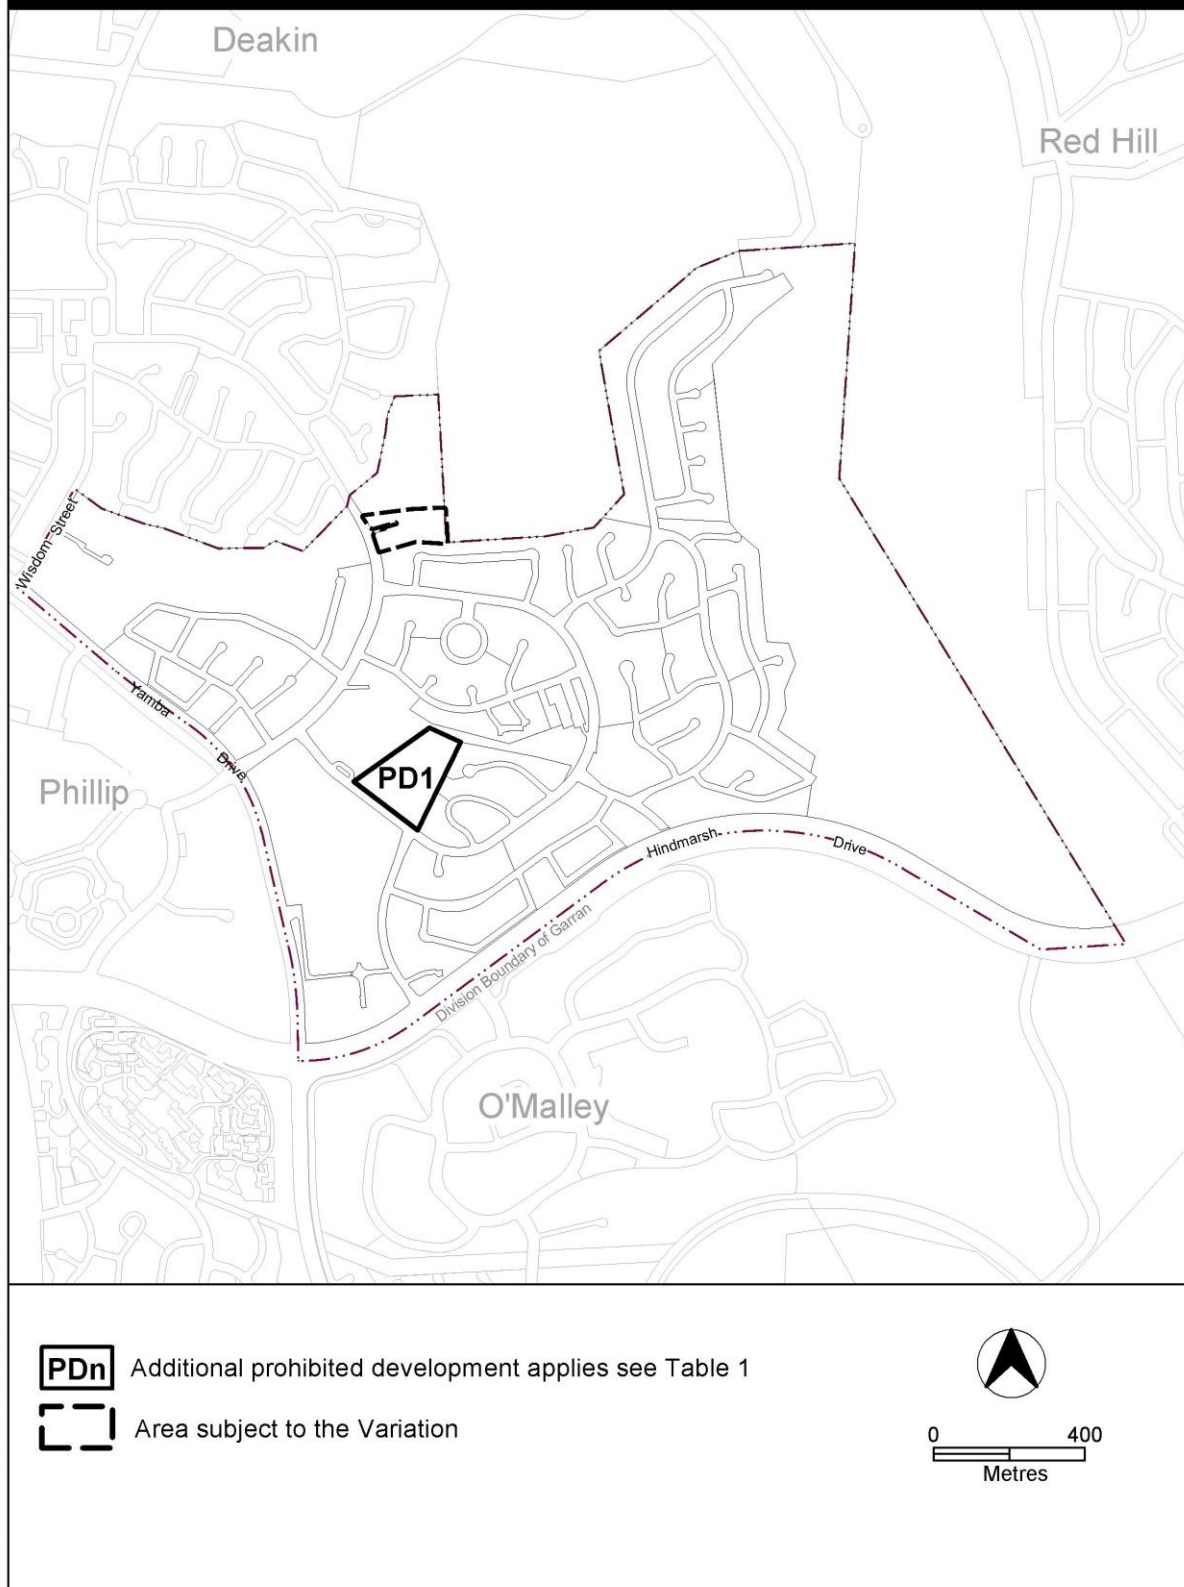 Deakin
Red Hill
Wisdom Street
Yamba
Drive
Phillip
PD1
Hindmarsh
Drive
Division Boundary of Garran
O'Malley
PDn Additional prohibited development applies see Table 1
Area subject to the Variation
0 400
Metres